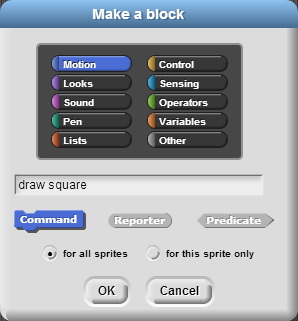 Make a block
Motion Control
Looks Sensing
Sound Operators
Pen Variables
Lists Other
draw square
Command Reporter Predicate
for all sprites for this sprite only
OK Cancel